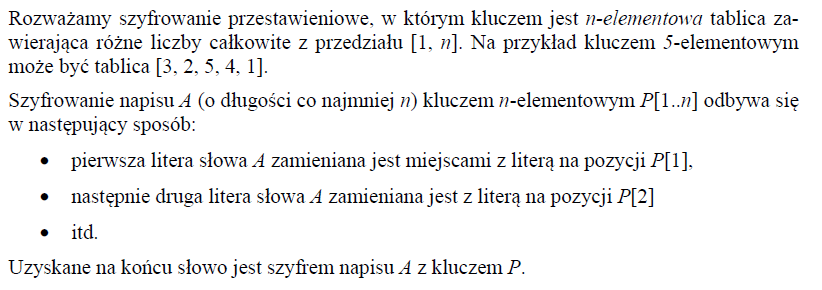 Rozważamy szyfrowanie przestawieniowe, w którym kluczem jest n-elementowa tablica za-
wierająca różne liczby całkowite z przedziału [1, n]. Na przykład kluczem 5-elementowym
może być tablica [3, 2, 5, 4, 1].
Szyfrowanie napisu A (o długości co najmniej n) kluczem n-elementowym P[1..n] odbywa się
w następujący sposób:
• pierwsza litera słowa A zamieniana jest miejscami z literą na pozycji P[1],
• następnie druga litera słowa A zamieniana jest z literą na pozycji P[2]
• itd.
Uzyskane na końcu słowo jest szyfrem napisu A z kluczem P.